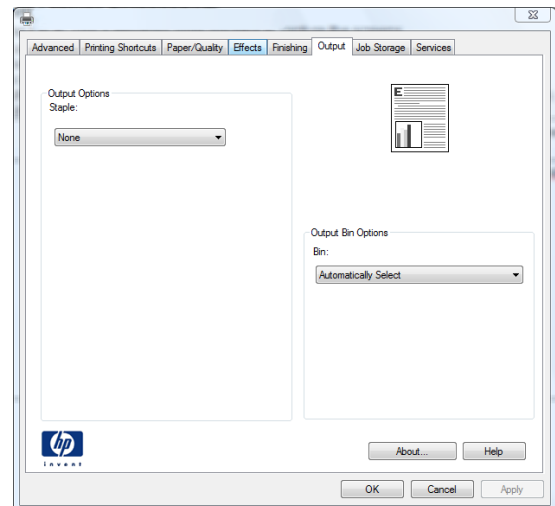 Advanced Printing Shortcuts Paper/Quality Effects Finishing Output Job Storage Services
Output Options
Staple:
None
E
Output Bin Options
Bin:
Automatically Select
hp
invent
About... Help
OK Cancel Apply